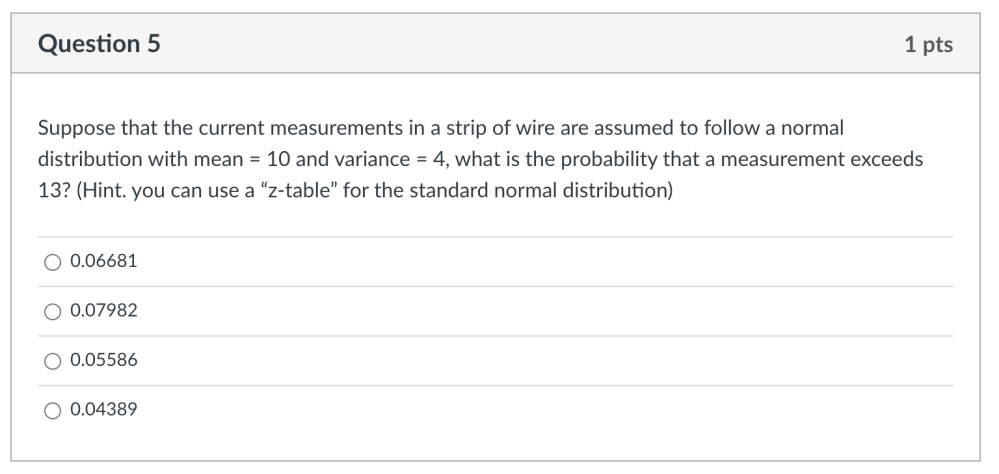 Question 5
1 pts
Suppose that the current measurements in a strip of wire are assumed to follow a normal
distribution with mean = 10 and variance = 4, what is the probability that a measurement exceeds
13? (Hint. you can use a “z-table” for the standard normal distribution)
0.06681
0.07982
0.05586
0.04389